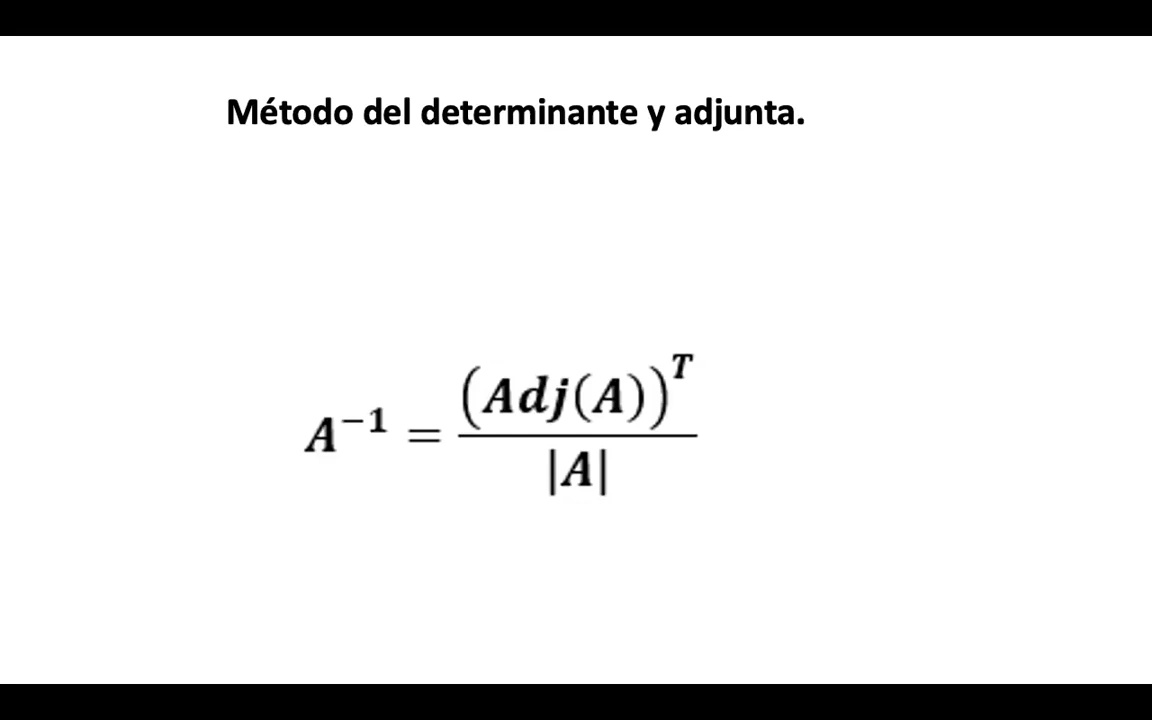 Método del determinante y adjunta.
A⁻¹ = (Adj(A))ᵀ / |A|